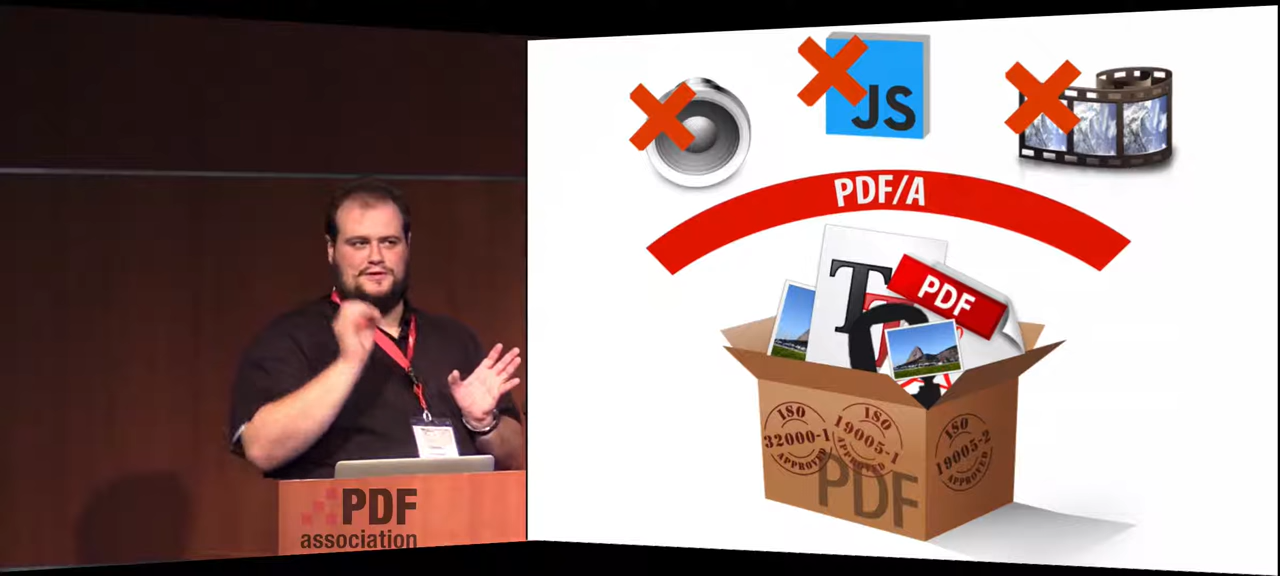 JS
PDF/A
T
PDF
ISO
32000-1
APPROVED
ISO
19005-1
APPROVED
ISO
19005-2
APPROVED
PDF
PDF
association